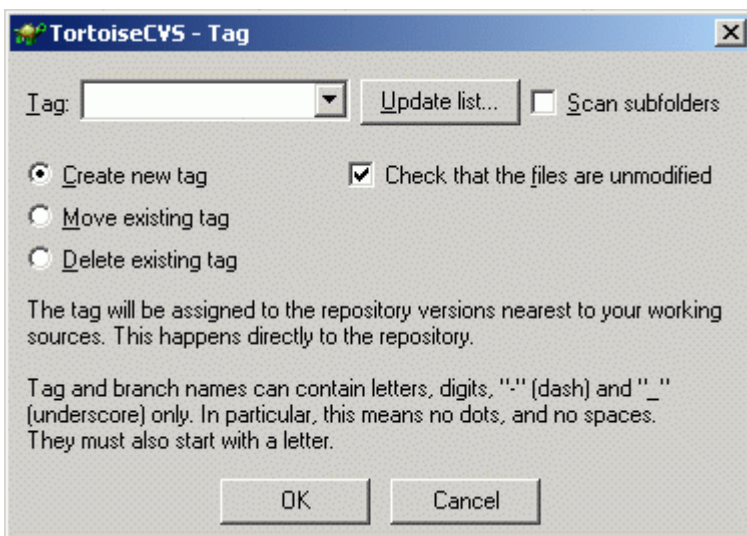 TortoiseCVS - Tag
Tag: Update list... Scan subfolders
Create new tag Check that the files are unmodified
Move existing tag
Delete existing tag
The tag will be assigned to the repository versions nearest to your working
sources. This happens directly to the repository.
Tag and branch names can contain letters, digits, "-" (dash) and "_"
(underscore) only. In particular, this means no dots, and no spaces.
They must also start with a letter.
OK Cancel